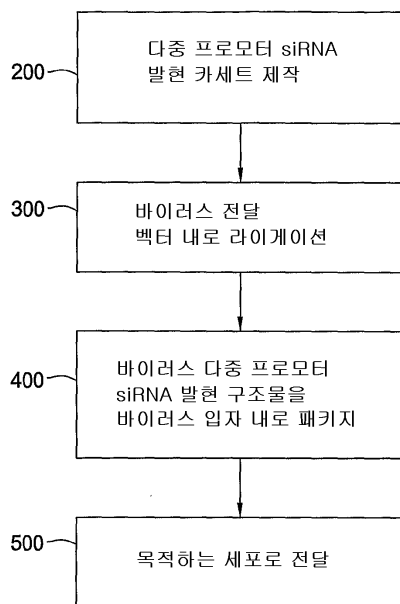 200
다중 프로모터 siRNA
발현 카세트 제작
300
바이러스 전달
벡터 내로 라이게이션
400
바이러스 다중 프로모터
siRNA 발현 구조물을
바이러스 입자 내로 패키지
500
목적하는 세포로 전달